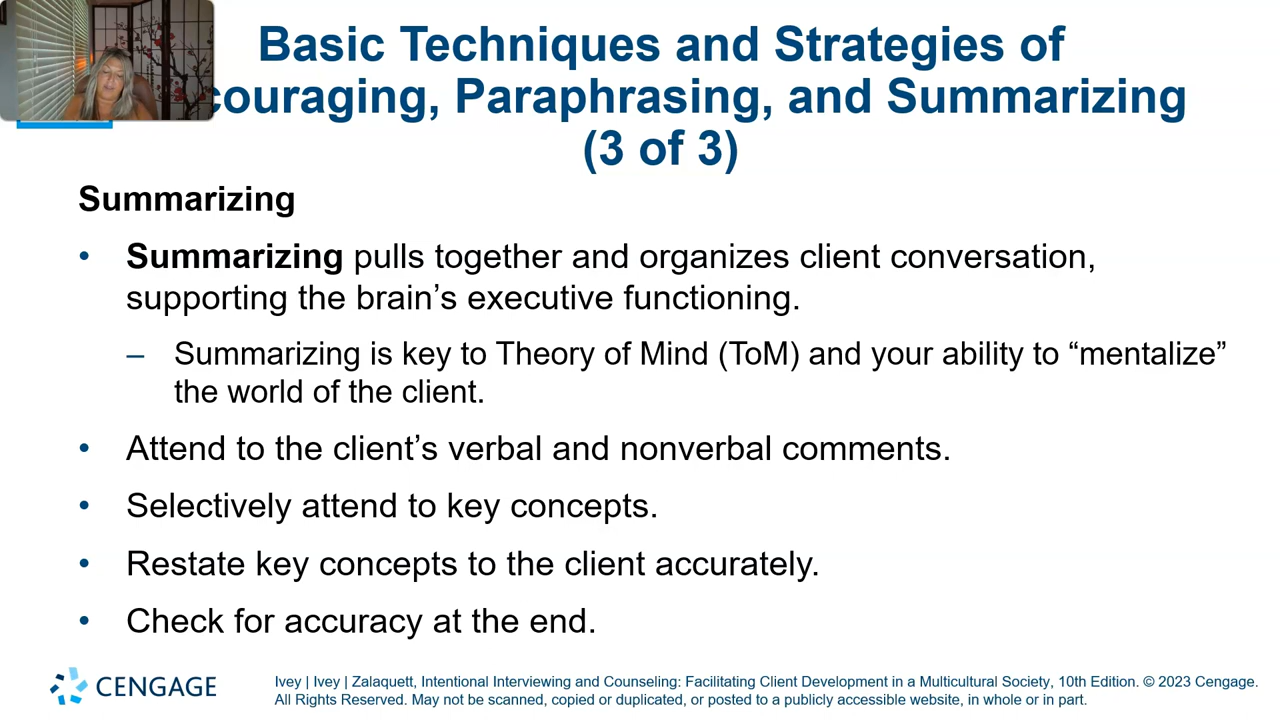 Basic Techniques and Strategies of
couraging, Paraphrasing, and Summarizing
(3 of 3)
Summarizing
• Summarizing pulls together and organizes client conversation,
supporting the brain’s executive functioning.
– Summarizing is key to Theory of Mind (ToM) and your ability to “mentalize”
the world of the client.
• Attend to the client’s verbal and nonverbal comments.
• Selectively attend to key concepts.
• Restate key concepts to the client accurately.
• Check for accuracy at the end.
CENGAGE
Ivey | Ivey | Zalaquett, Intentional Interviewing and Counseling: Facilitating Client Development in a Multicultural Society, 10th Edition. © 2023 Cengage.
All Rights Reserved. May not be scanned, copied or duplicated, or posted to a publicly accessible website, in whole or in part.